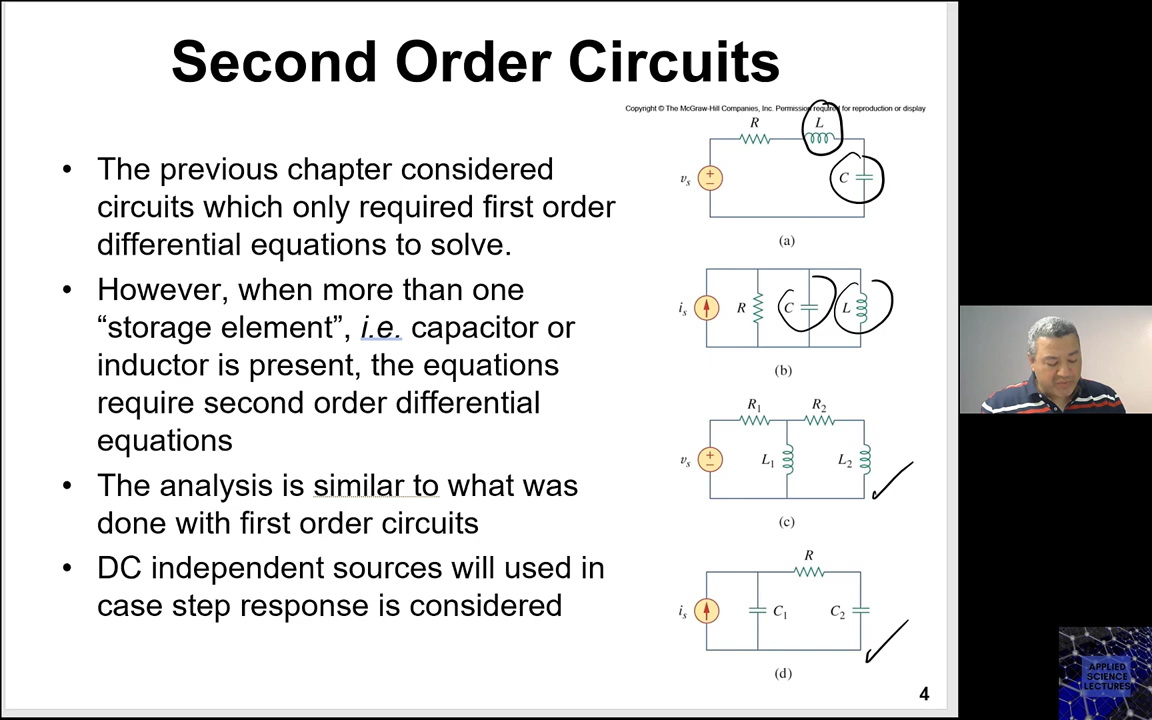 Second Order Circuits
Copyright © The McGraw-Hill Companies, Inc. Permission required for reproduction or display
• The previous chapter considered
circuits which only required first order
differential equations to solve.
• However, when more than one
“storage element”, i.e. capacitor or
inductor is present, the equations
require second order differential
equations
• The analysis is similar to what was
done with first order circuits
• DC independent sources will used in
case step response is considered
R L
vs + − C
(a)
is R C L
(b)
R1 R2
vs + − L1 L2
(c)
R
is C1 C2
(d)
4
APPLIED
SCIENCE
LECTURES